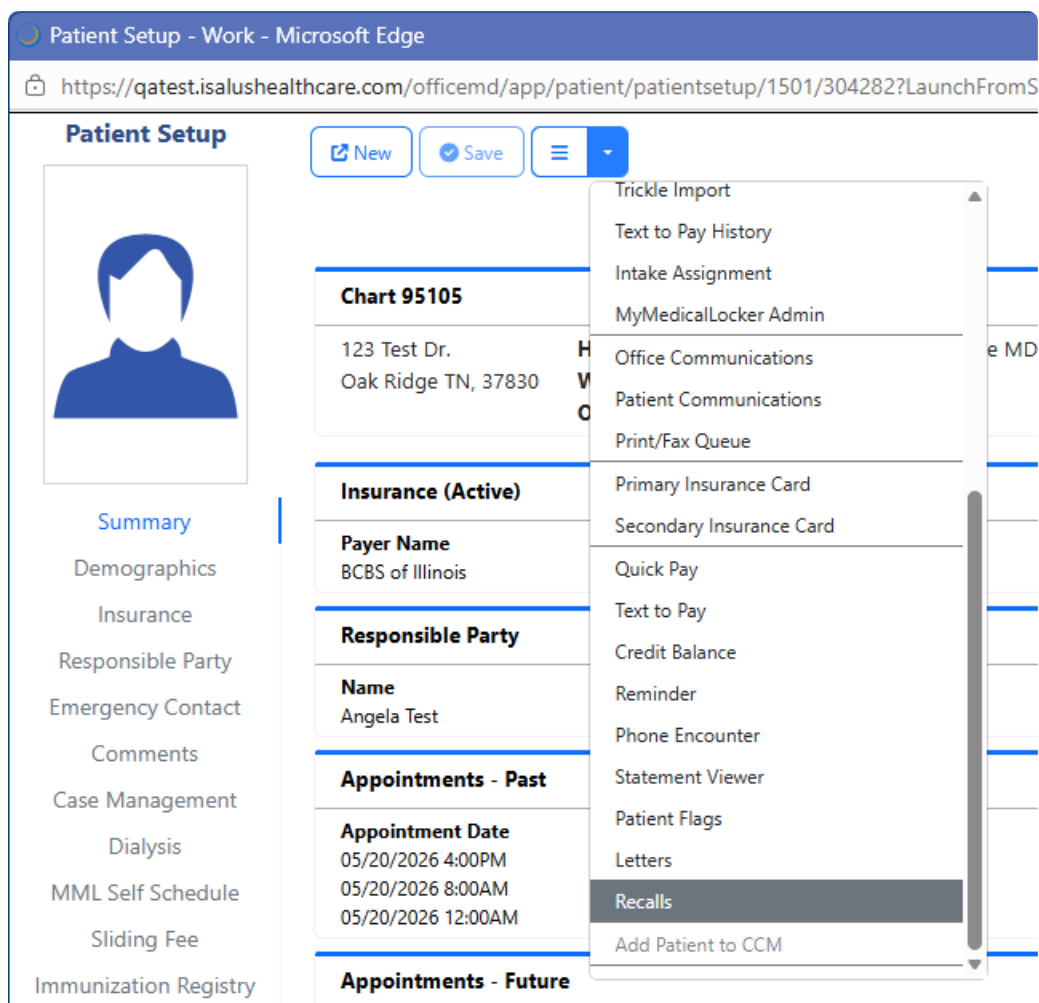 Patient Setup - Work - Microsoft Edge
https://qatest.isalushealthcare.com/officemd/app/patient/patientsetup/1501/304282?LaunchFromS
Patient Setup
New
Save
Summary
Demographics
Insurance
Responsible Party
Emergency Contact
Comments
Case Management
Dialysis
MML Self Schedule
Sliding Fee
Immunization Registry
Chart 95105
123 Test Dr.
Oak Ridge TN, 37830
H
W
O
e MD
Insurance (Active)
Payer Name
BCBS of Illinois
Responsible Party
Name
Angela Test
Appointments - Past
Appointment Date
05/20/2026 4:00PM
05/20/2026 8:00AM
05/20/2026 12:00AM
Appointments - Future
Trickle Import
Text to Pay History
Intake Assignment
MyMedicalLocker Admin
Office Communications
Patient Communications
Print/Fax Queue
Primary Insurance Card
Secondary Insurance Card
Quick Pay
Text to Pay
Credit Balance
Reminder
Phone Encounter
Statement Viewer
Patient Flags
Letters
Recalls
Add Patient to CCM